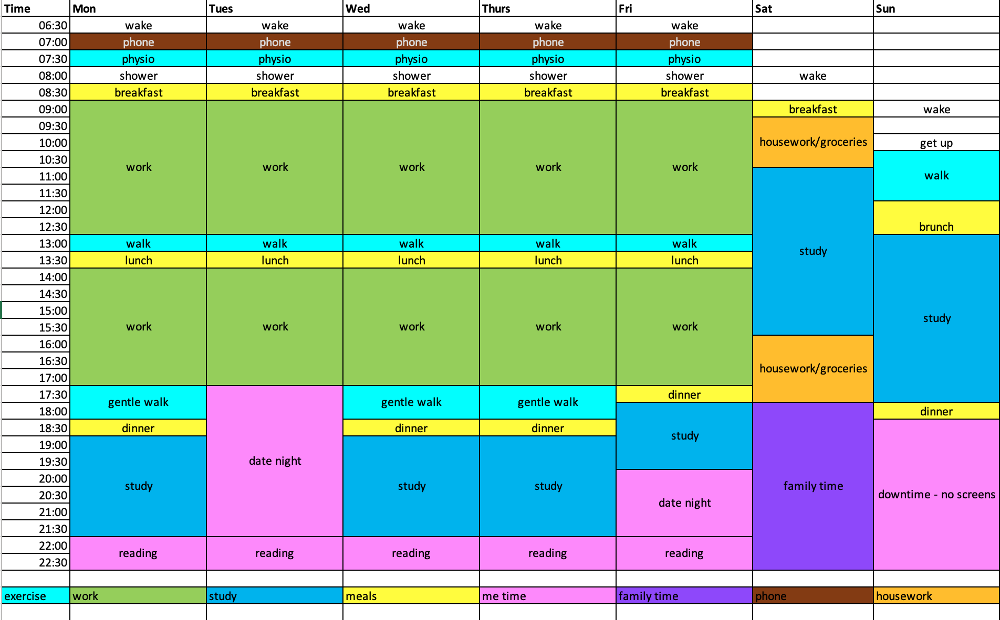 Time Mon Tues Wed Thurs Fri Sat Sun
06:30 wake wake wake wake wake
07:00 phone phone phone phone phone
07:30 physio physio physio physio physio
08:00 shower shower shower shower shower wake
08:30 breakfast breakfast breakfast breakfast breakfast
09:00 breakfast wake
09:30
10:00 housework/groceries get up
10:30
work work work work work
11:00 walk
11:30
12:00
12:30 brunch
13:00 walk walk walk walk walk
study
13:30 lunch lunch lunch lunch lunch
14:00
14:30
15:00
study
15:30 work work work work work
16:00
16:30
housework/groceries
17:00
17:30 dinner
gentle walk gentle walk gentle walk
18:00 dinner
18:30 dinner dinner dinner
study
19:00
19:30 date night
20:00
study study study family time
20:30 downtime - no screens
date night
21:00
21:30
22:00
reading reading reading reading reading
22:30
exercise work study meals me time family time phone housework